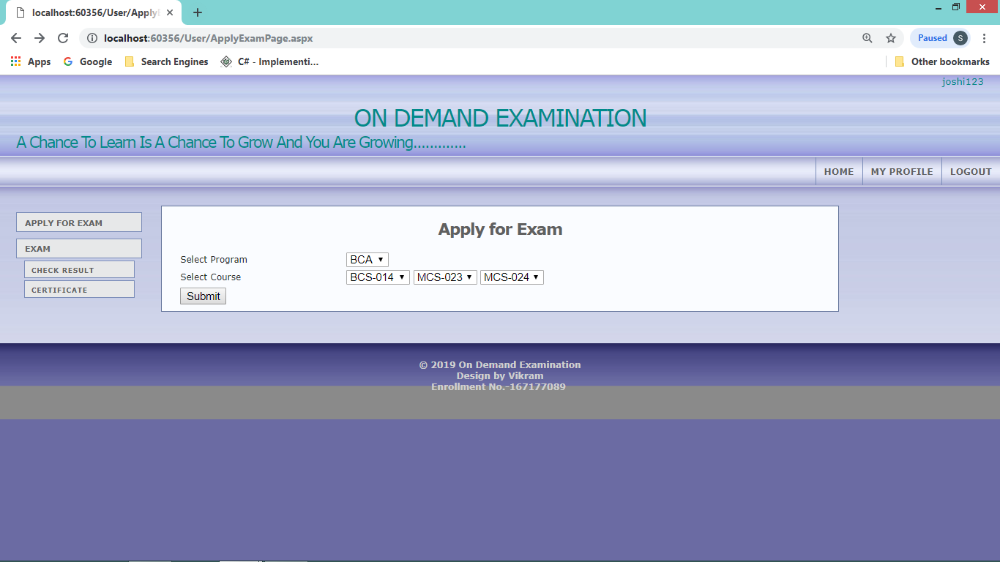 localhost:60356/User/Apply
localhost:60356/User/ApplyExamPage.aspx
Paused S
Apps Google Search Engines C# - Implementi... Other bookmarks
joshi123
ON DEMAND EXAMINATION
A Chance To Learn Is A Chance To Grow And You Are Growing.............
HOME MY PROFILE LOGOUT
APPLY FOR EXAM
EXAM
CHECK RESULT
CERTIFICATE
Apply for Exam
Select Program BCA
Select Course BCS-014 MCS-023 MCS-024
Submit
© 2019 On Demand Examination
Design by Vikram
Enrollment No.-167177089